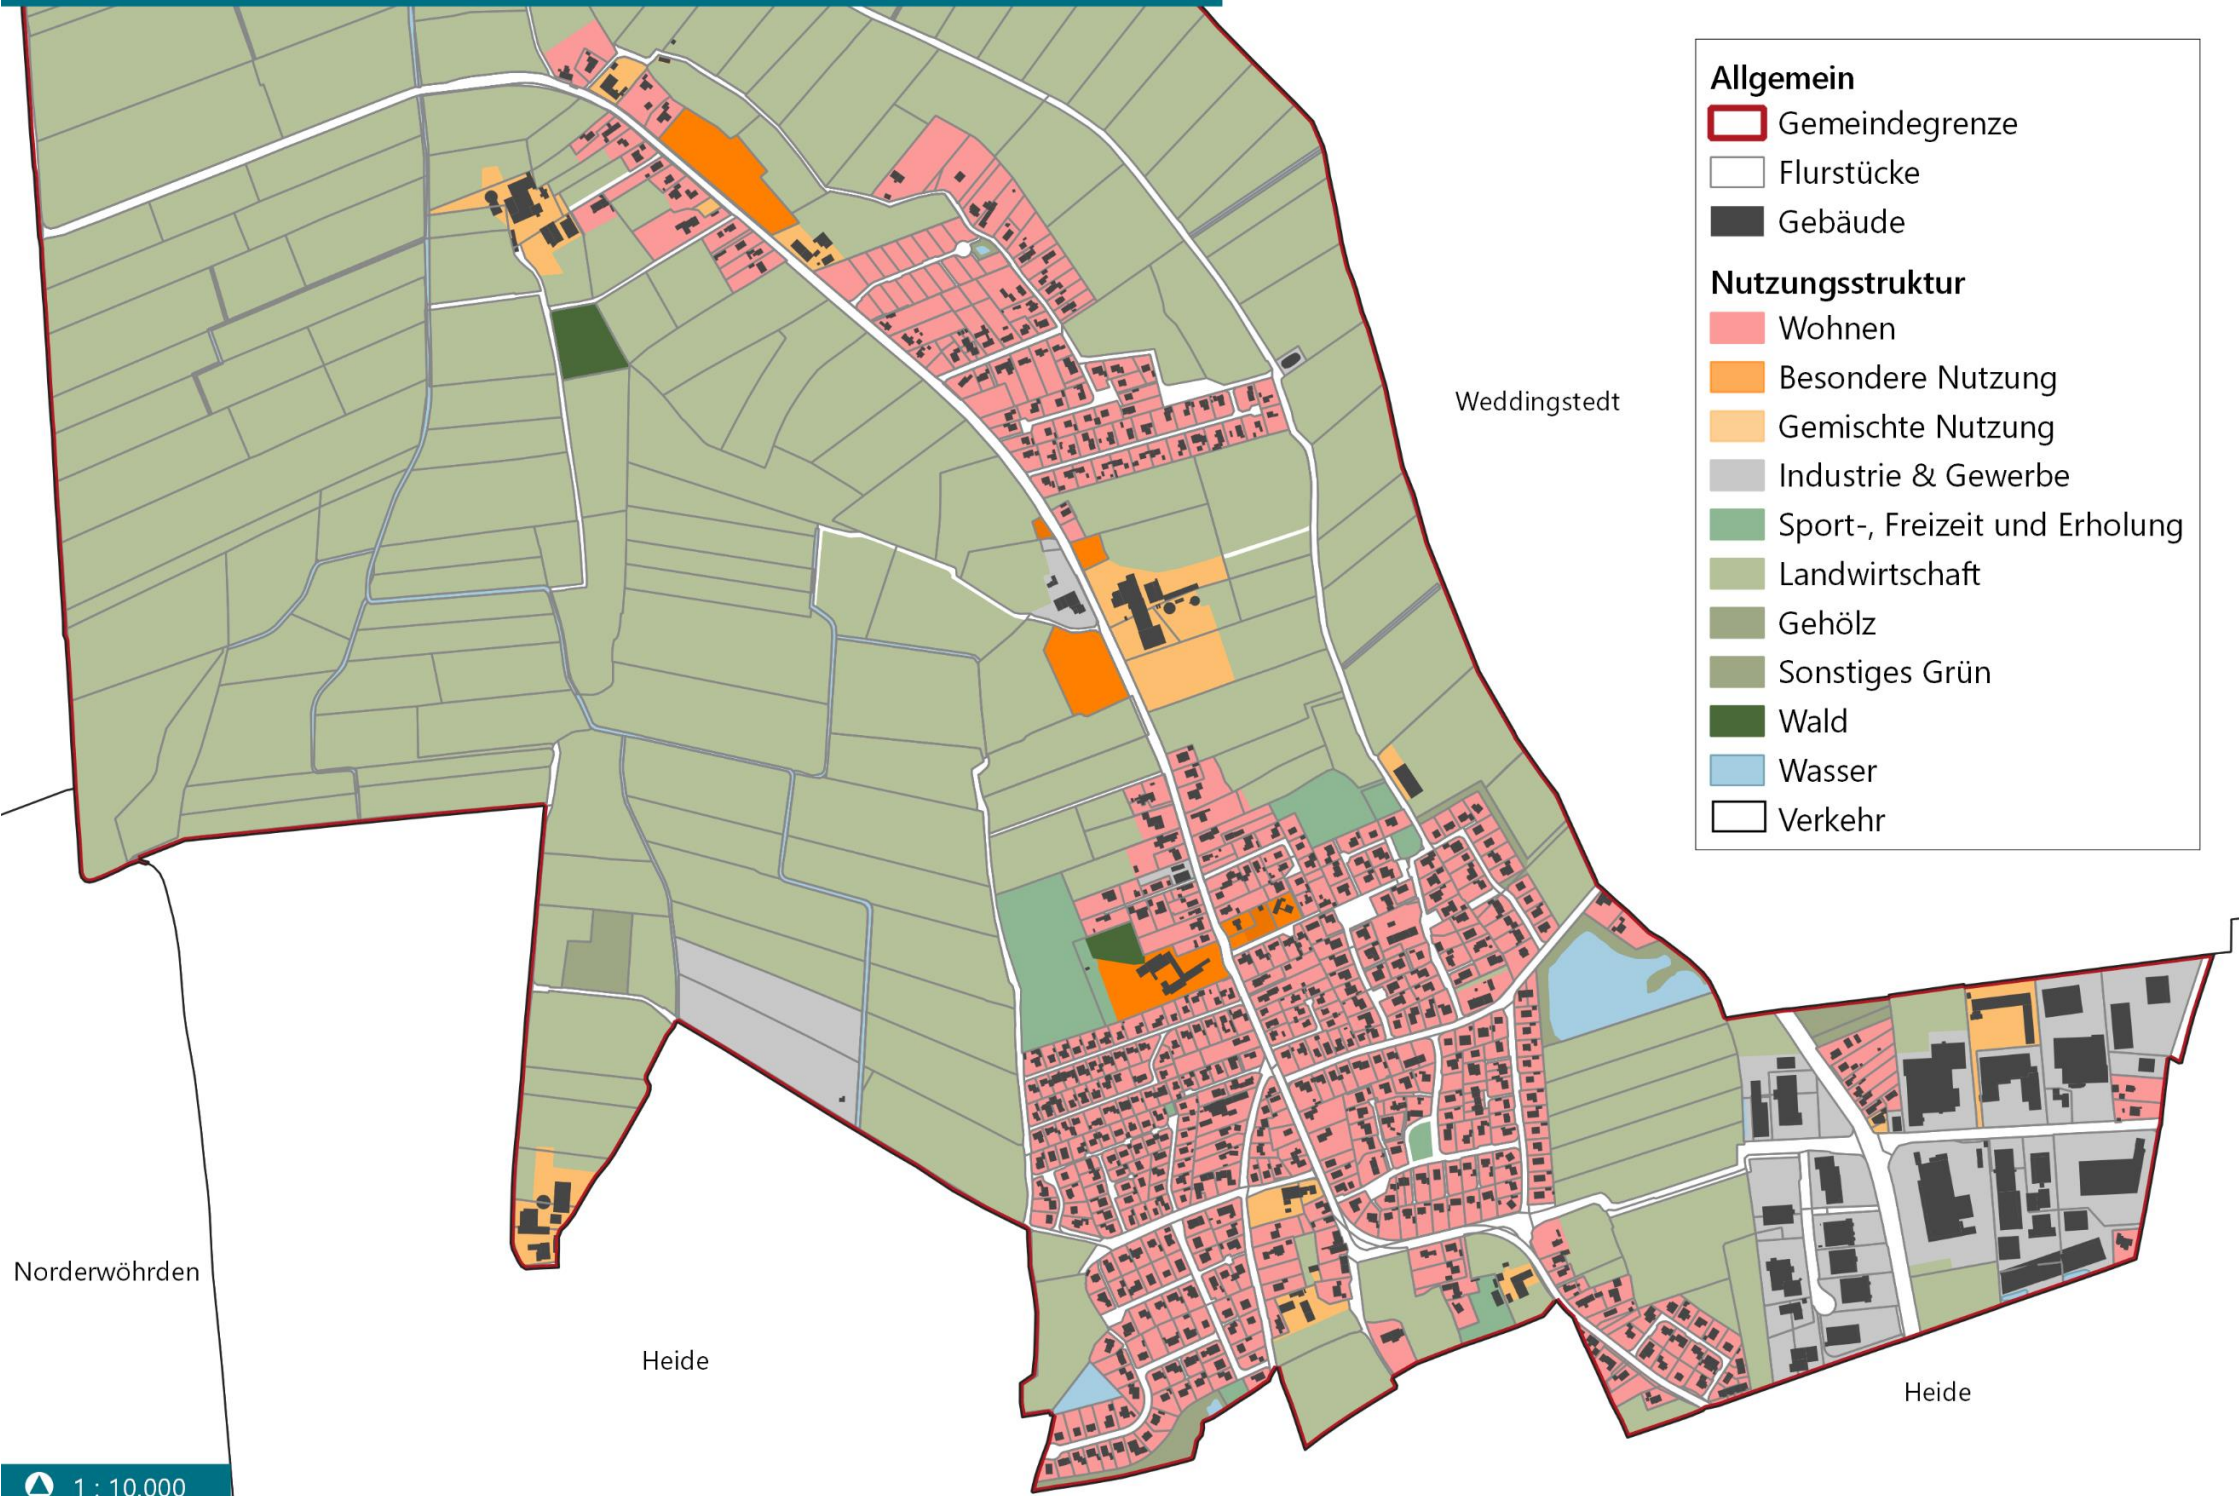 Allgemein
Gemeindegrenze
Flurstücke
Gebäude
Nutzungsstruktur
Wohnen
Besondere Nutzung
Gemischte Nutzung
Industrie & Gewerbe
Sport-, Freizeit und Erholung
Landwirtschaft
Gehölz
Sonstiges Grün
Wald
Wasser
Verkehr
Weddingstedt
Norderwöhrden
Heide
Heide
1 : 10.000